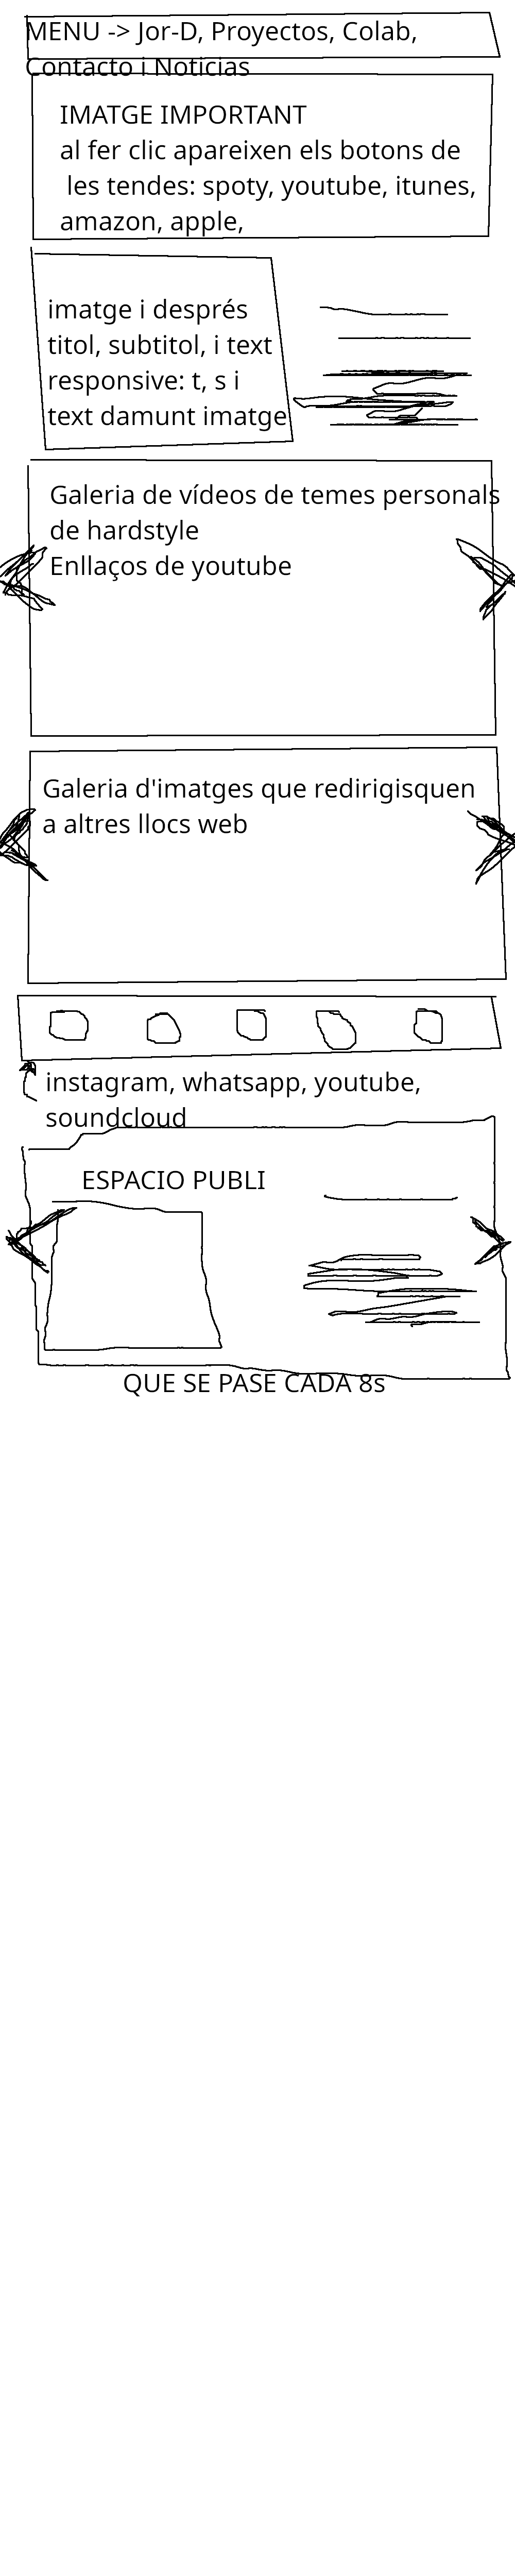 MENU -> Jor-D, Proyectos, Colab,
Contacto i Noticias
IMATGE IMPORTANT
al fer clic apareixen els botons de
les tendes: spoty, youtube, itunes,
amazon, apple,
imatge i després
titol, subtitol, i text
responsive: t, s i
text damunt imatge
Galeria de vídeos de temes personals
de hardstyle
Enllaços de youtube
Galeria d'imatges que redirigisquen
a altres llocs web
instagram, whatsapp, youtube,
soundcloud
ESPACIO PUBLI
QUE SE PASE CADA 8s